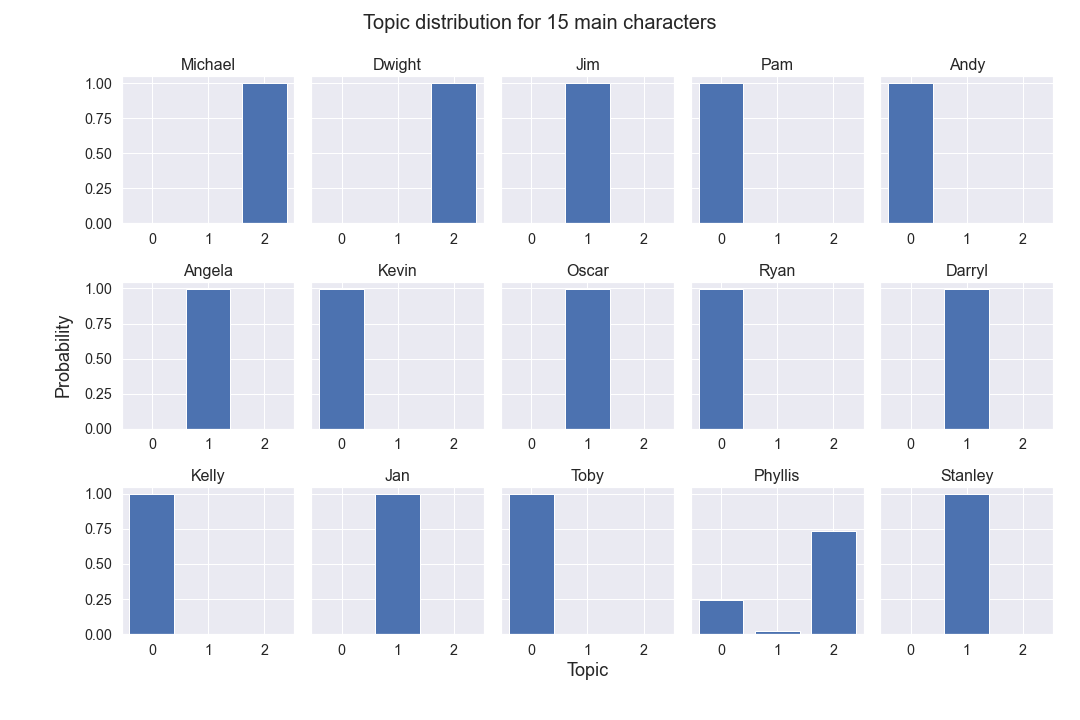 Topic distribution for 15 main characters
Michael Dwight Jim Pam Andy
1.00
0.75
0.50
0.25
0.00
0 1 2 0 1 2 0 1 2 0 1 2 0 1 2
Angela Kevin Oscar Ryan Darryl
1.00
0.75
Probability
0.50
0.25
0.00
0 1 2 0 1 2 0 1 2 0 1 2 0 1 2
Kelly Jan Toby Phyllis Stanley
1.00
0.75
0.50
0.25
0.00
0 1 2 0 1 2 0 1 2 0 1 2 0 1 2
Topic